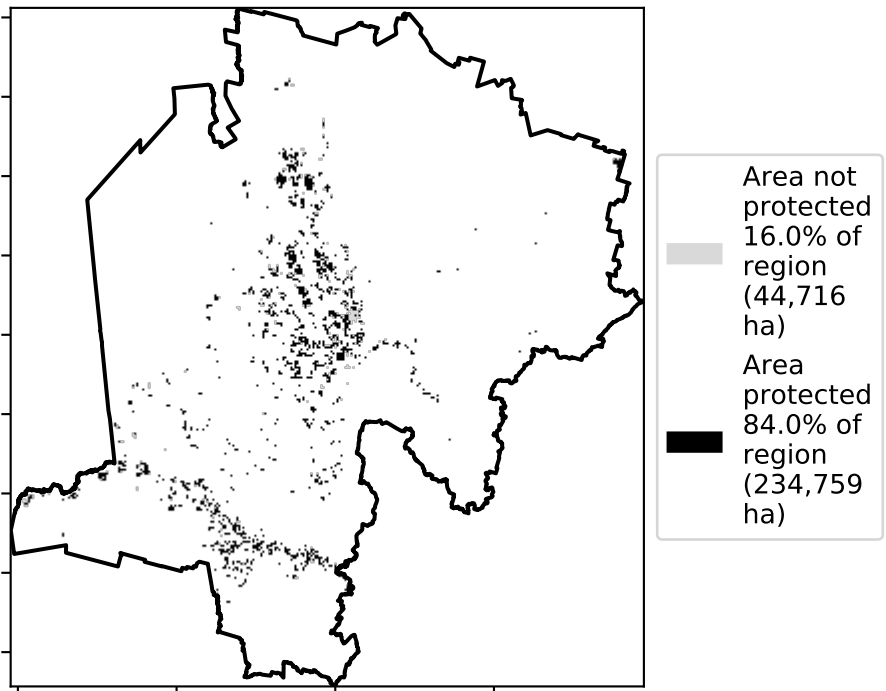 Area not
protected
16.0% of
region
(44,716
ha)
Area
protected
84.0% of
region
(234,759
ha)